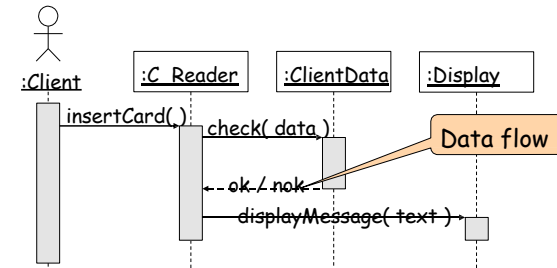 :Client
:C_Reader
:ClientData
:Display
insertCard( )
check( data )
Data flow
ok / nok
displayMessage( text )